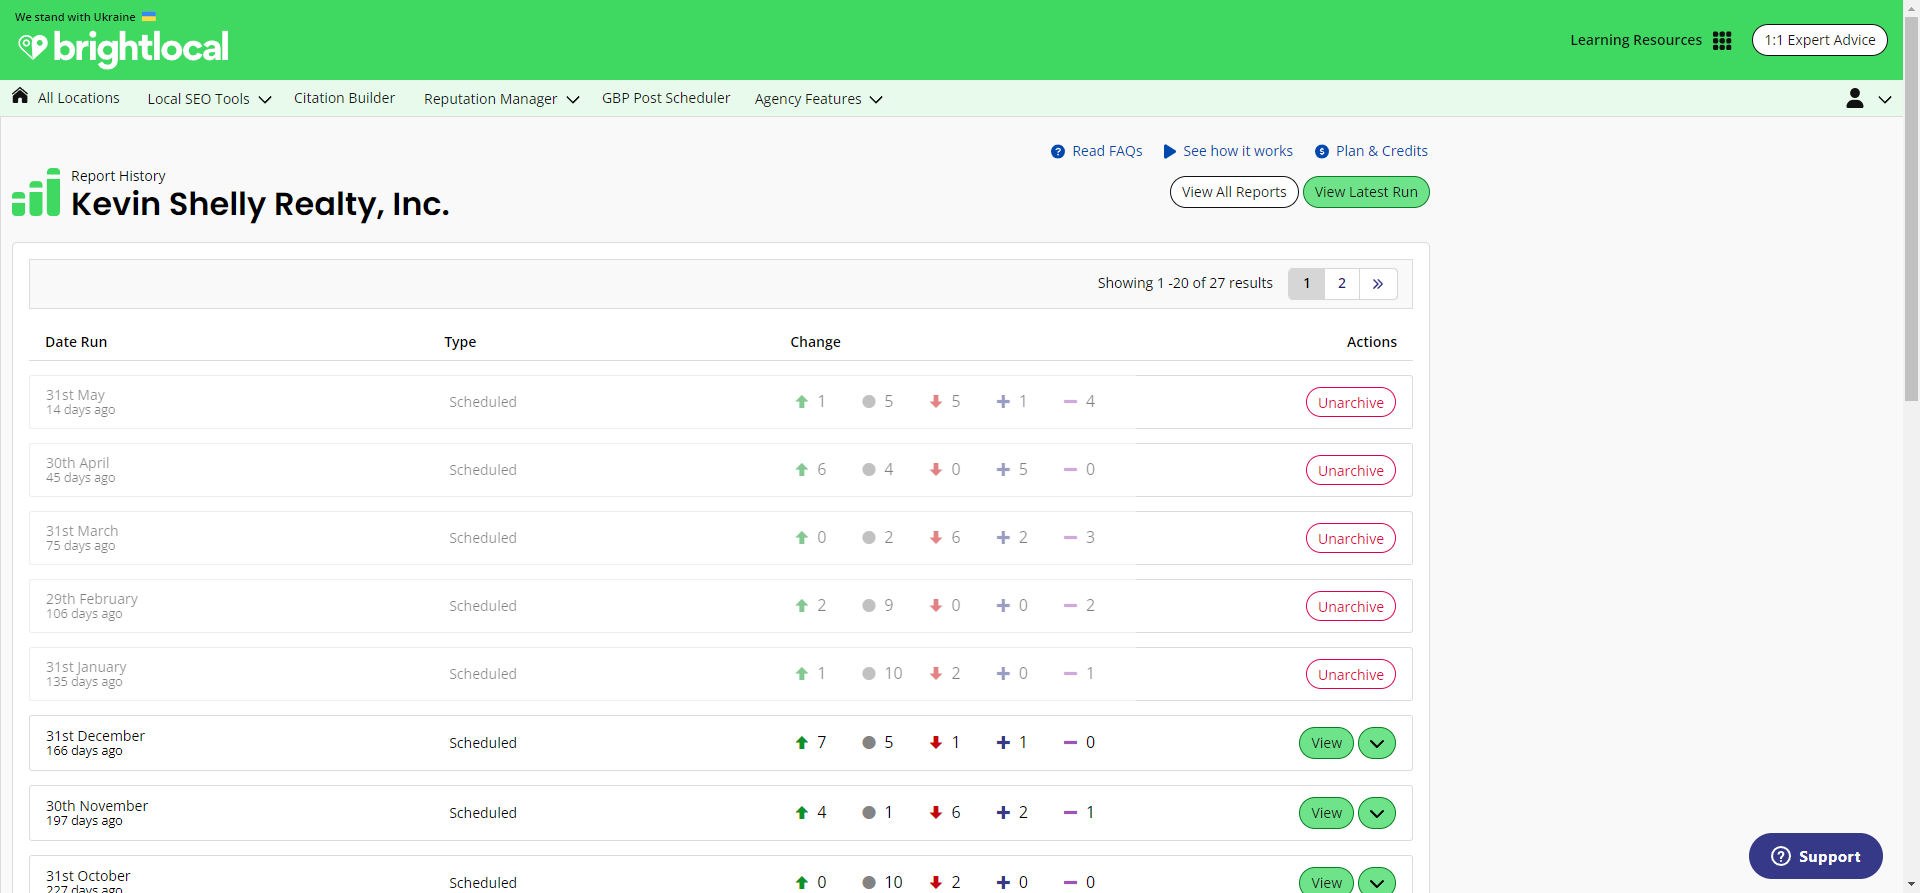 We stand with Ukraine
brightlocal
Learning Resources
1:1 Expert Advice
All Locations
Local SEO Tools
Citation Builder
Reputation Manager
GBP Post Scheduler
Agency Features
Read FAQs
See how it works
Plan & Credits
Report History
Kevin Shelly Realty, Inc.
View All Reports
View Latest Run
Showing 1 -20 of 27 results
1 2 »
Date Run Type Change Actions
31st May
14 days ago
Scheduled 1 5 5 1 4 Unarchive
30th April
45 days ago
Scheduled 6 4 0 5 0 Unarchive
31st March
75 days ago
Scheduled 0 2 6 2 3 Unarchive
29th February
106 days ago
Scheduled 2 9 0 0 2 Unarchive
31st January
135 days ago
Scheduled 1 10 2 0 1 Unarchive
31st December
166 days ago
Scheduled 7 5 1 1 0 View
30th November
197 days ago
Scheduled 4 1 6 2 1 View
31st October
227 days ago
Scheduled 0 10 2 0 0 View
Support